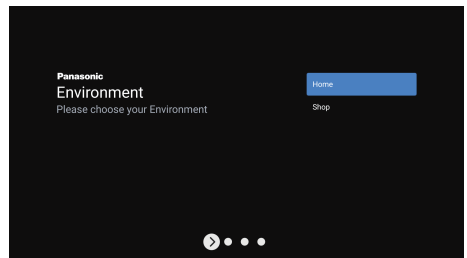 Panasonic
Environment
Please choose your Environment
Home
Shop